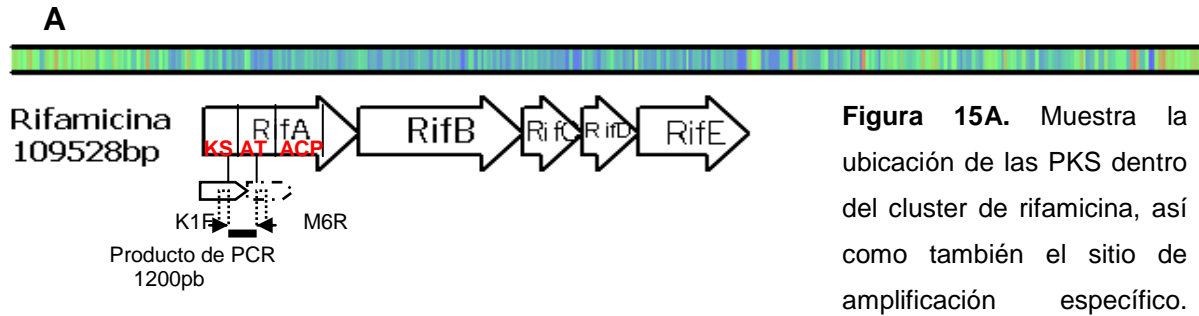 A
Rifamicina
109528bp
RifA
RifB
RifC
RifD
RifE
KS AT ACP
K1F
M6R
Producto de PCR
1200pb
Figura 15A. Muestra la
ubicación de las PKS dentro
del cluster de rifamicina, así
como también el sitio de
amplificación específico.